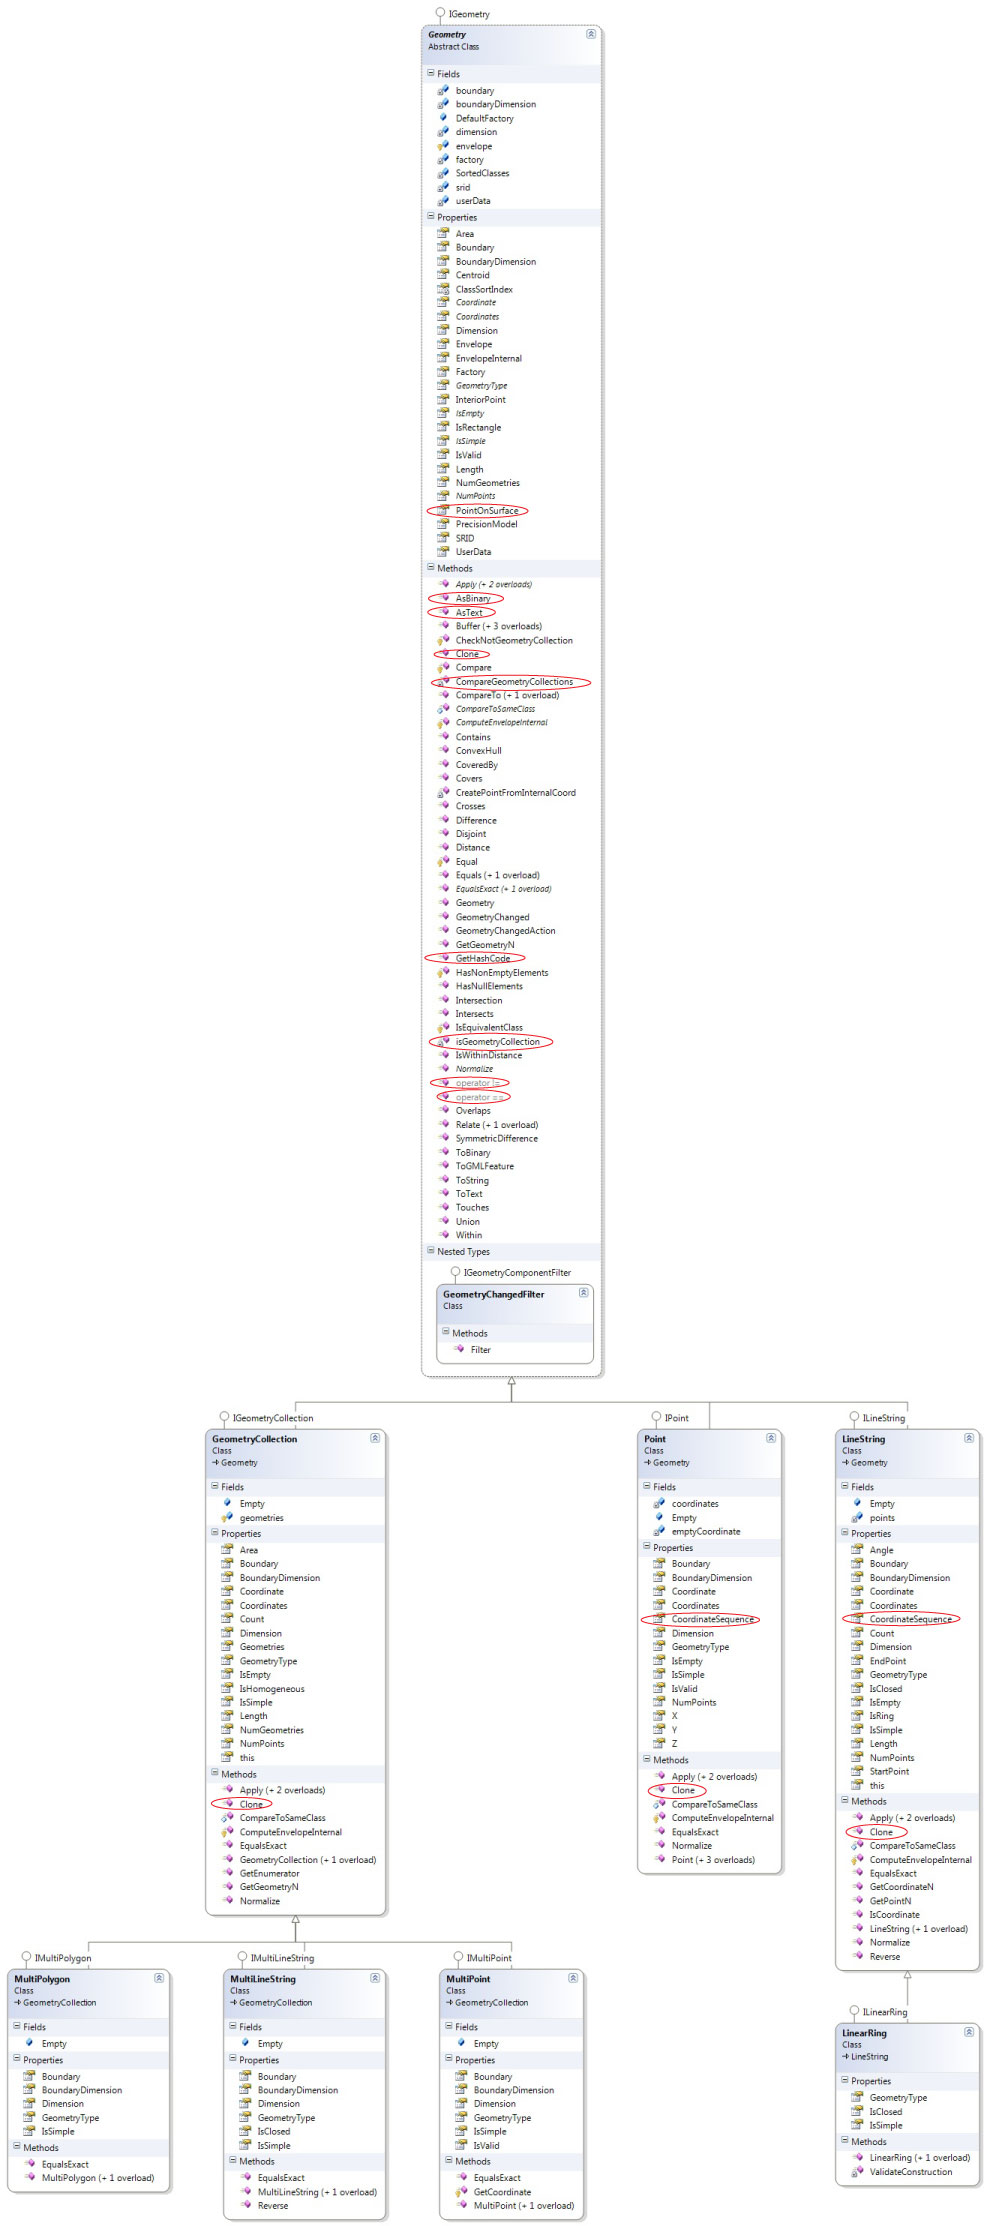 IGeometry
Geometry
Abstract Class
Fields
boundary
boundaryDimension
DefaultFactory
dimension
envelope
factory
SortedClasses
srid
userData
Properties
Area
Boundary
BoundaryDimension
Centroid
ClassSortIndex
Coordinate
Coordinates
Dimension
Envelope
EnvelopeInternal
Factory
GeometryType
InteriorPoint
IsEmpty
IsRectangle
IsSimple
IsValid
Length
NumGeometries
NumPoints
PointOnSurface
PrecisionModel
SRID
UserData
Methods
Apply (+ 2 overloads)
AsBinary
AsText
Buffer (+ 3 overloads)
CheckNotGeometryCollection
Clone
Compare
CompareGeometryCollections
CompareTo (+ 1 overload)
CompareToSameClass
ComputeEnvelopeInternal
Contains
ConvexHull
CoveredBy
Covers
CreatePointFromInternalCoord
Crosses
Difference
Disjoint
Distance
Equal
Equals (+ 1 overload)
EqualsExact (+ 1 overload)
Geometry
GeometryChanged
GeometryChangedAction
GetGeometryN
GetHashCode
HasNonEmptyElements
HasNullElements
Intersection
Intersects
IsEquivalentClass
isGeometryCollection
IsWithinDistance
Normalize
operator !=
operator ==
Overlaps
Relate (+ 1 overload)
SymmetricDifference
ToBinary
ToGMLFeature
ToString
ToText
Touches
Union
Within
Nested Types
IGeometryComponentFilter
GeometryChangedFilter
Class
Methods
Filter
IGeometryCollection
GeometryCollection
Class
Geometry
Fields
Empty
geometries
Properties
Area
Boundary
BoundaryDimension
Coordinate
Coordinates
Count
Dimension
Geometries
GeometryType
IsEmpty
IsHomogeneous
IsSimple
Length
NumGeometries
NumPoints
this
Methods
Apply (+ 2 overloads)
Clone
CompareToSameClass
ComputeEnvelopeInternal
EqualsExact
GeometryCollection (+ 1 overload)
GetEnumerator
GetGeometryN
Normalize
IPoint
Point
Class
Geometry
Fields
coordinates
Empty
emptyCoordinate
Properties
Boundary
BoundaryDimension
Coordinate
Coordinates
CoordinateSequence
Dimension
GeometryType
IsEmpty
IsSimple
IsValid
NumPoints
X
Y
Z
Methods
Apply (+ 2 overloads)
Clone
CompareToSameClass
ComputeEnvelopeInternal
EqualsExact
Normalize
Point (+ 3 overloads)
ILineString
LineString
Class
Geometry
Fields
Empty
points
Properties
Angle
Boundary
BoundaryDimension
Coordinate
Coordinates
CoordinateSequence
Count
Dimension
EndPoint
GeometryType
IsClosed
IsEmpty
IsRing
IsSimple
Length
NumPoints
StartPoint
this
Methods
Apply (+ 2 overloads)
Clone
CompareToSameClass
ComputeEnvelopeInternal
EqualsExact
GetCoordinateN
GetPointN
IsCoordinate
LineString (+ 1 overload)
Normalize
Reverse
IMultiPolygon
MultiPolygon
Class
GeometryCollection
Fields
Empty
Properties
Boundary
BoundaryDimension
Dimension
GeometryType
IsSimple
Methods
EqualsExact
MultiPolygon (+ 1 overload)
IMultiLineString
MultiLineString
Class
GeometryCollection
Fields
Empty
Properties
Boundary
BoundaryDimension
Dimension
GeometryType
IsClosed
IsSimple
Methods
EqualsExact
MultiLineString (+ 1 overload)
Reverse
IMultiPoint
MultiPoint
Class
GeometryCollection
Fields
Empty
Properties
Boundary
BoundaryDimension
Dimension
GeometryType
IsSimple
IsValid
Methods
EqualsExact
GetCoordinate
MultiPoint (+ 1 overload)
ILinearRing
LinearRing
Class
LineString
Properties
GeometryType
IsClosed
IsSimple
Methods
LinearRing (+ 1 overload)
ValidateConstruction